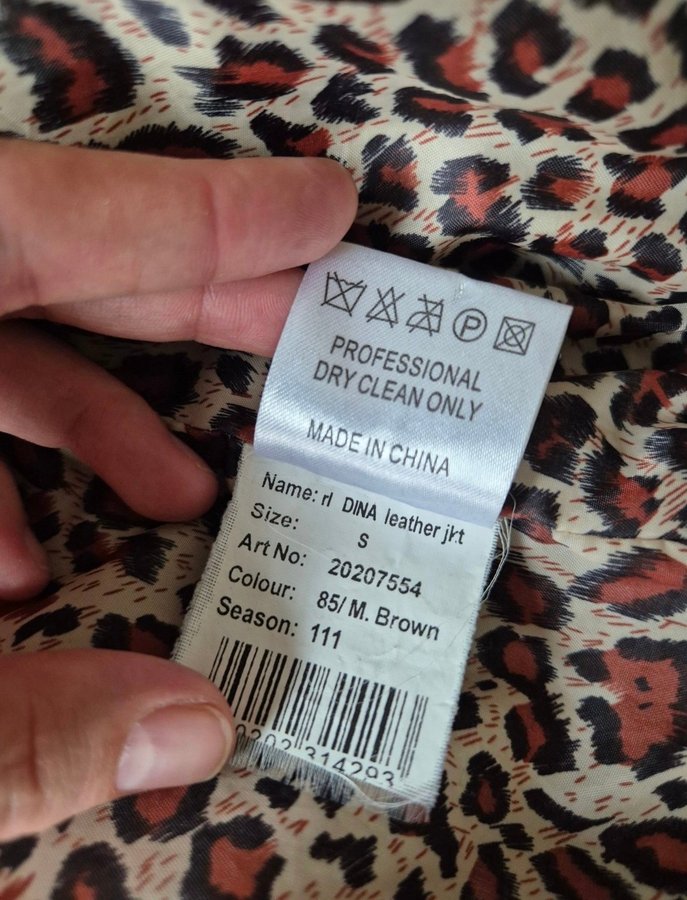 P
PROFESSIONAL
DRY CLEAN ONLY
MADE IN CHINA
Name: rl DINA leather jkt
Size: S
Art No: 20207554
Colour: 85/ M. Brown
Season: 111
314293